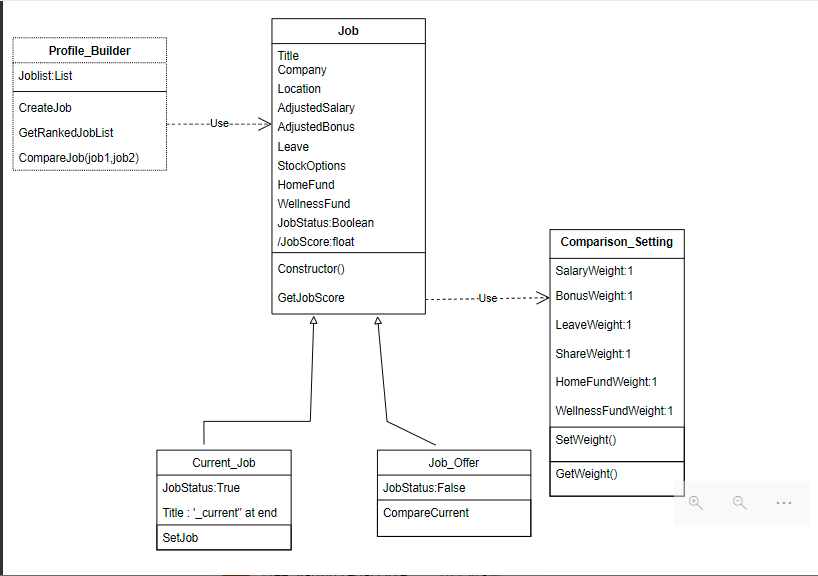 Profile_Builder
Joblist:List
CreateJob
GetRankedJobList
CompareJob(job1,job2)
Use
Job
Title
Company
Location
AdjustedSalary
AdjustedBonus
Leave
StockOptions
HomeFund
WellnessFund
JobStatus:Boolean
/JobScore:float
Constructor()
GetJobScore
Use
Comparison_Setting
SalaryWeight:1
BonusWeight:1
LeaveWeight:1
ShareWeight:1
HomeFundWeight:1
WellnessFundWeight:1
SetWeight()
GetWeight()
Current_Job
JobStatus:True
Title : '_current" at end
SetJob
Job_Offer
JobStatus:False
CompareCurrent